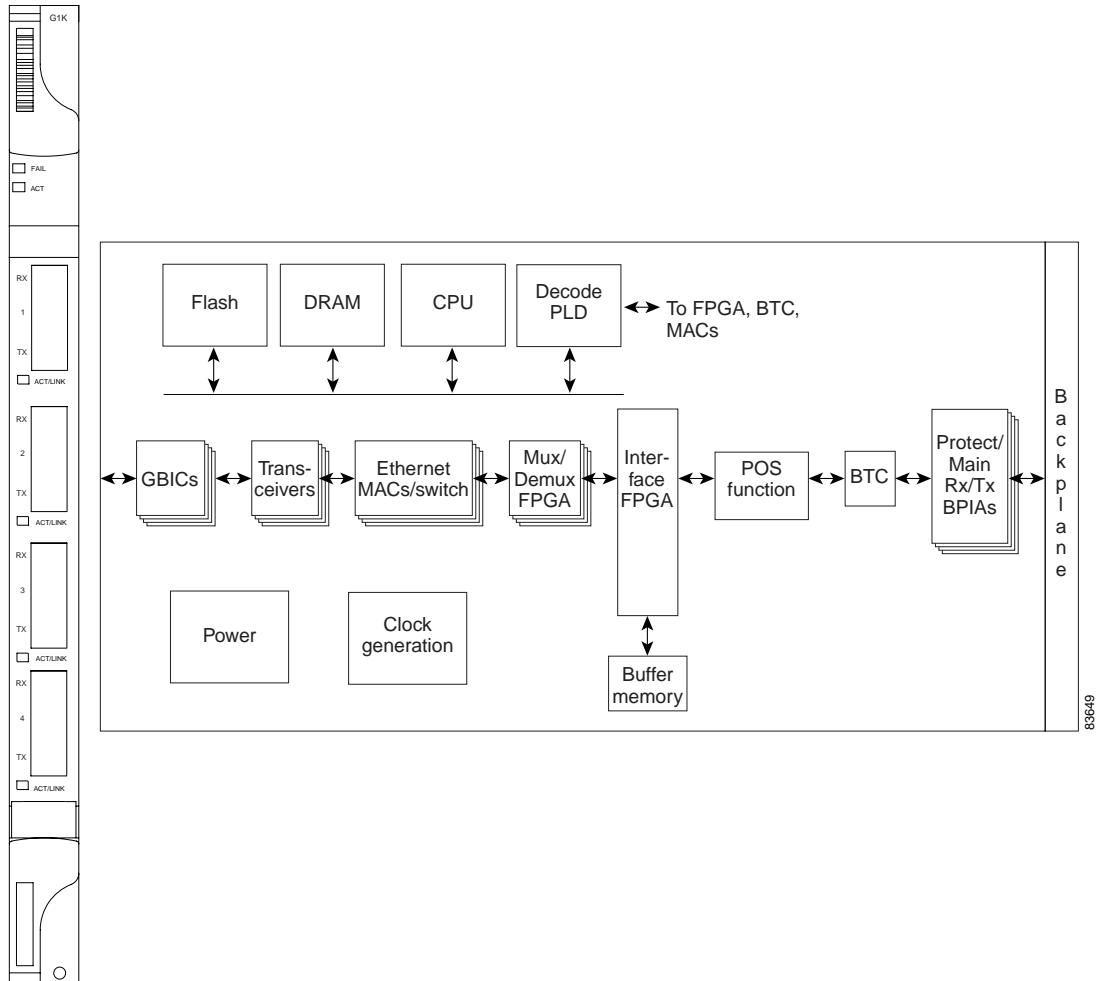 G1K
FAIL
ACT
RX
1
TX
ACT/LINK
RX
2
TX
ACT/LINK
RX
3
TX
ACT/LINK
RX
4
TX
ACT/LINK
Flash
DRAM
CPU
Decode
PLD
To FPGA, BTC,
MACs
GBICs
Trans-
ceivers
Ethernet
MACs/switch
Mux/
Demux
FPGA
Inter-
face
FPGA
POS
function
BTC
Protect/
Main
Rx/Tx
BPIAs
Backplane
Power
Clock
generation
Buffer
memory
83649